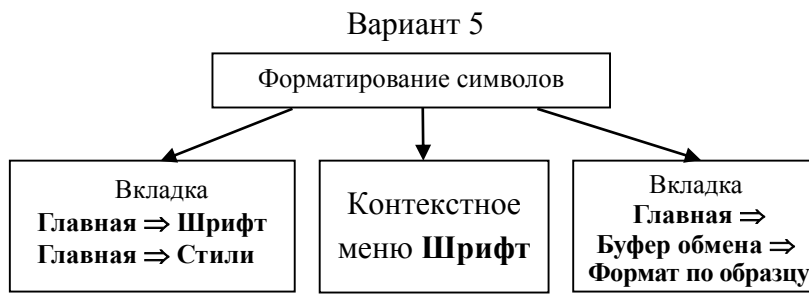 Вариант 5
Форматирование символов
Вкладка
Главная ⇒ Шрифт
Главная ⇒ Стили
Контекстное
меню Шрифт
Вкладка
Главная ⇒
Буфер обмена ⇒
Формат по образцу